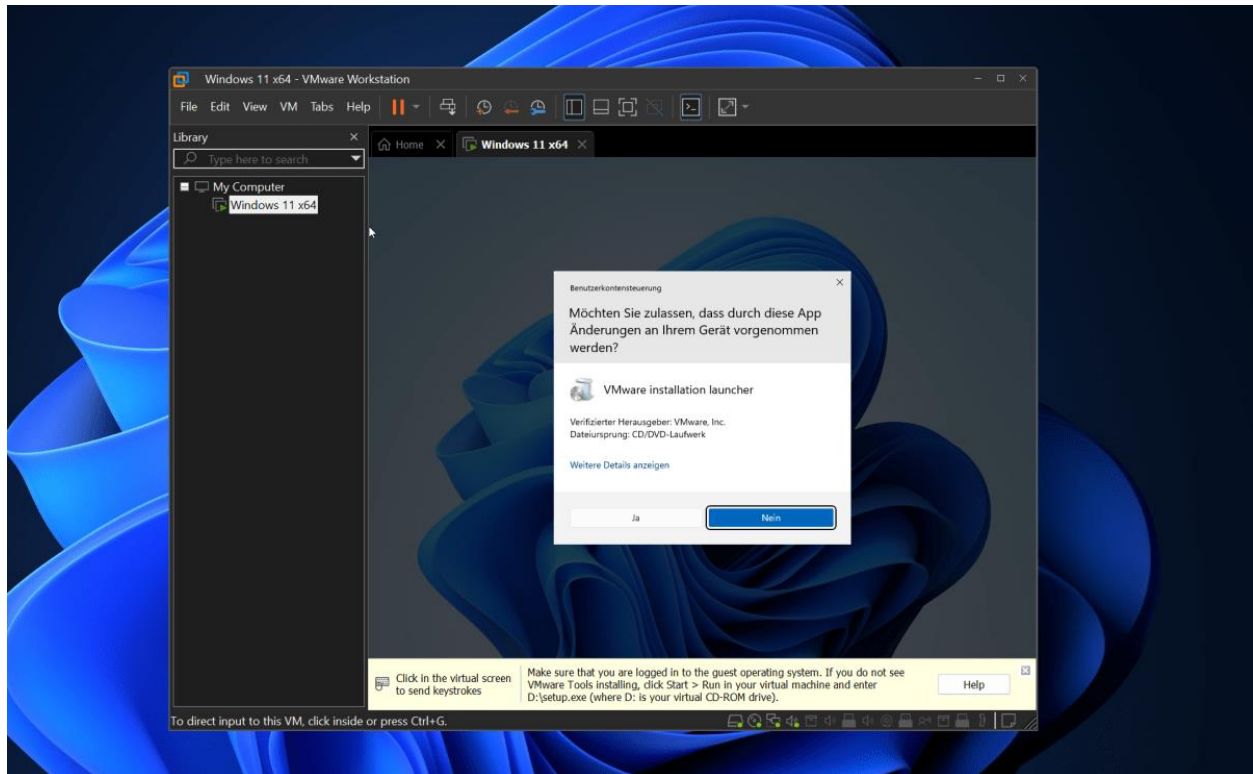 Windows 11 x64 - VMware Workstation
File Edit View VM Tabs Help
Library
Type here to search
My Computer
Windows 11 x64
Home
Windows 11 x64
Benutzerkontensteuerung
Möchten Sie zulassen, dass durch diese App
Änderungen an Ihrem Gerät vorgenommen
werden?
VMware installation launcher
Verifizierter Herausgeber: VMware, Inc.
Dateiursprung: CD/DVD-Laufwerk
Weitere Details anzeigen
Ja
Nein
Click in the virtual screen
to send keystrokes
Make sure that you are logged in to the guest operating system. If you do not see
VMware Tools installing, click Start > Run in your virtual machine and enter
D:\setup.exe (where D: is your virtual CD-ROM drive).
Help
To direct input to this VM, click inside or press Ctrl+G.